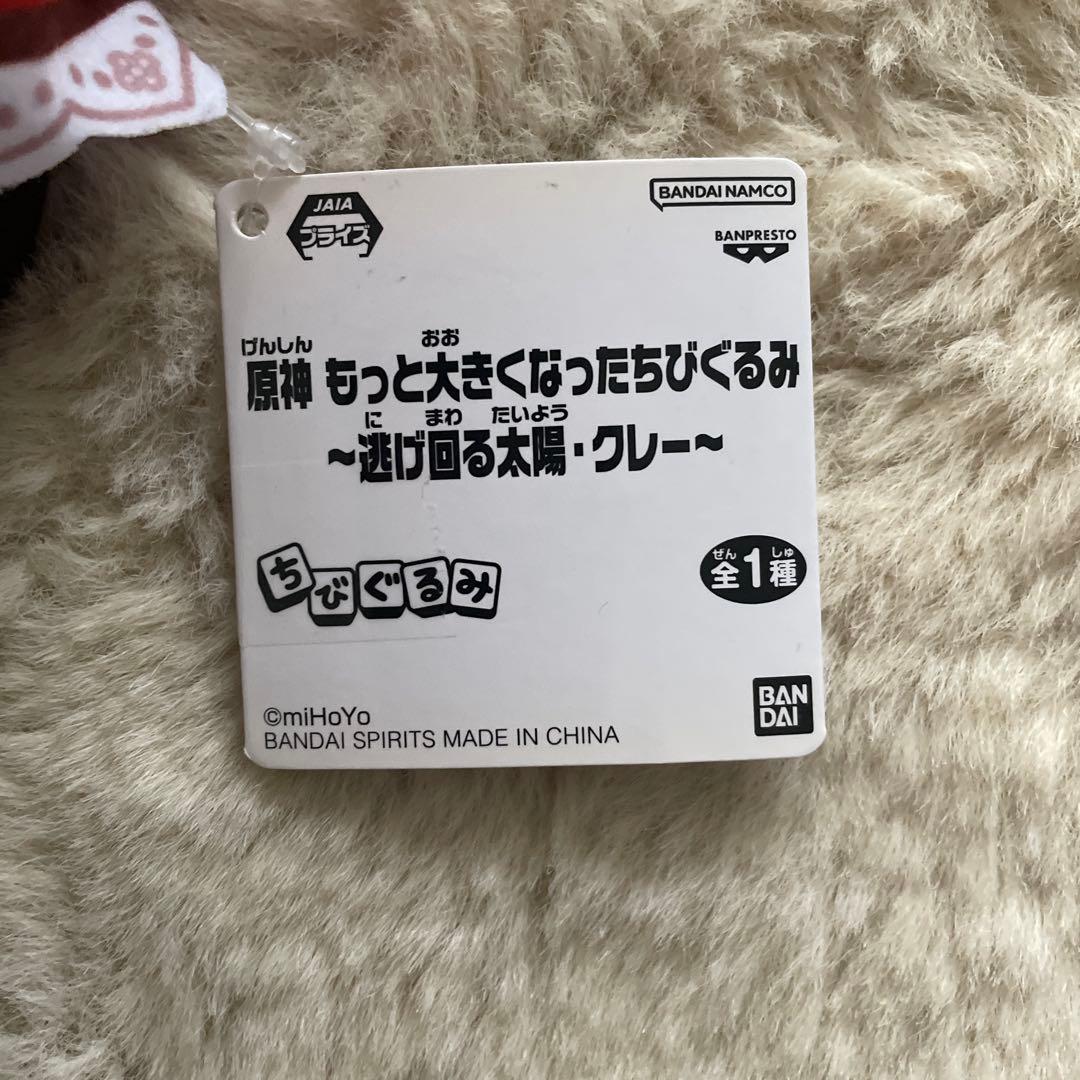 JAIA
プライズ
BANDAI NAMCO
BANPRESTO
げんしん おお
原神 もっと大きくなったちびぐるみ
に まわ たいよう
～逃げ回る太陽・クレー～
ちびぐるみ
ぜん しゅ
全1種
BAN
DAI
©miHoYo
BANDAI SPIRITS MADE IN CHINA